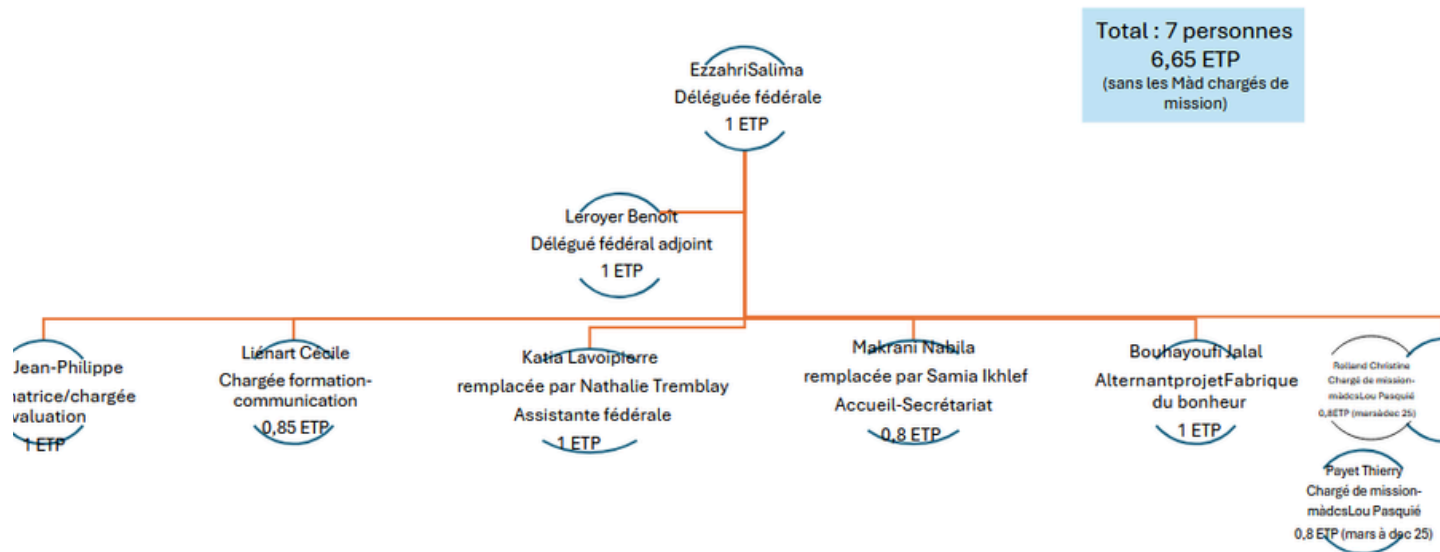 Total : 7 personnes
6,65 ETP
(sans les Màd chargés de
mission)
EzzahriSalima
Déléguée fédérale
1 ETP
Leroyer Benoît
Délégué fédéral adjoint
1 ETP
Jean-Philippe
natrice/chargée
valuation
1 ETP
Liénart Cécile
Chargée formation-
communication
0,85 ETP
Katia Lavoipierre
remplacée par Nathalie Tremblay
Assistante fédérale
1 ETP
Makrani Nabila
remplacée par Samia Ikhlef
Accueil-Secrétariat
0,8 ETP
Bouhayoufi Jalal
AlternantprojetFabrique
du bonheur
1 ETP
Rolland Christine
Chargé de mission-
màdcsLou Pasquié
0,8ETP (marsàdec 25)
Payet Thierry
Chargé de mission-
màdcsLou Pasquié
0,8 ETP (mars à dec 25)